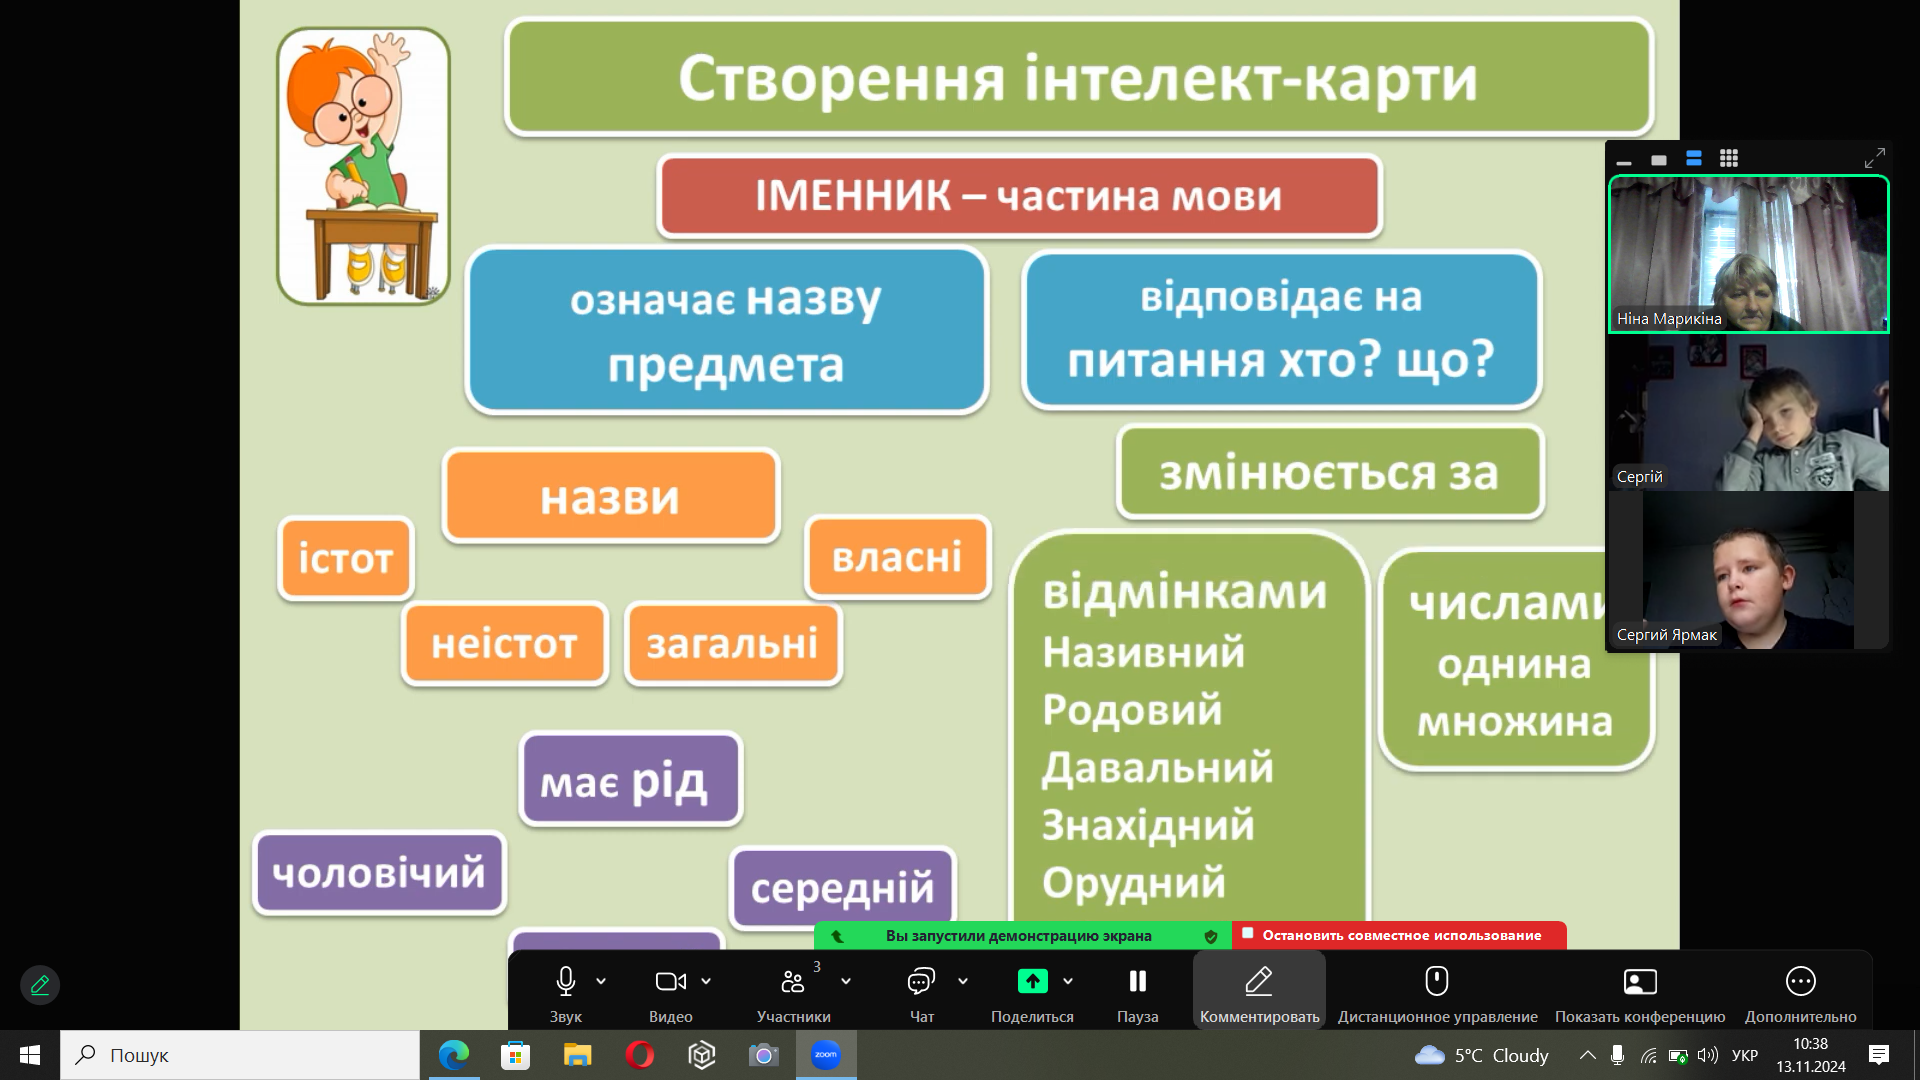 Створення інтелект-карти
ІМЕННИК – частина мови
означає назву
предмета
відповідає на
питання хто? що?
назви
істот
неістот
загальні
власні
змінюється за
відмінками
Називний
Родовий
Давальний
Знахідний
Орудний
числами
однина
множина
має рід
чоловічий
середній
Ніна Марикіна
Сергій
Сергий Ярмак
Вы запустили демонстрацию экрана
Остановить совместное использование
3
Звук
Видео
Участники
Чат
Поделиться
Пауза
Комментировать
Дистанционное управление
Показать конференцию
Дополнительно
Пошук
zoom
5°C Cloudy
УКР
10:38
13.11.2024